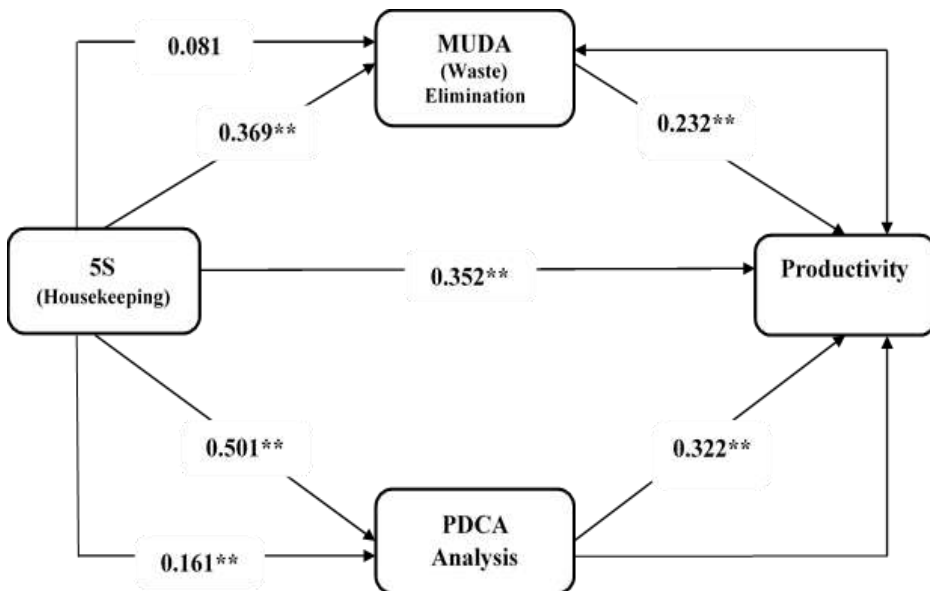 0.081
MUDA
(Waste)
Elimination
0.369**
0.232**
5S
(Housekeeping)
0.352**
Productivity
0.501**
0.322**
PDCA
Analysis
0.161**